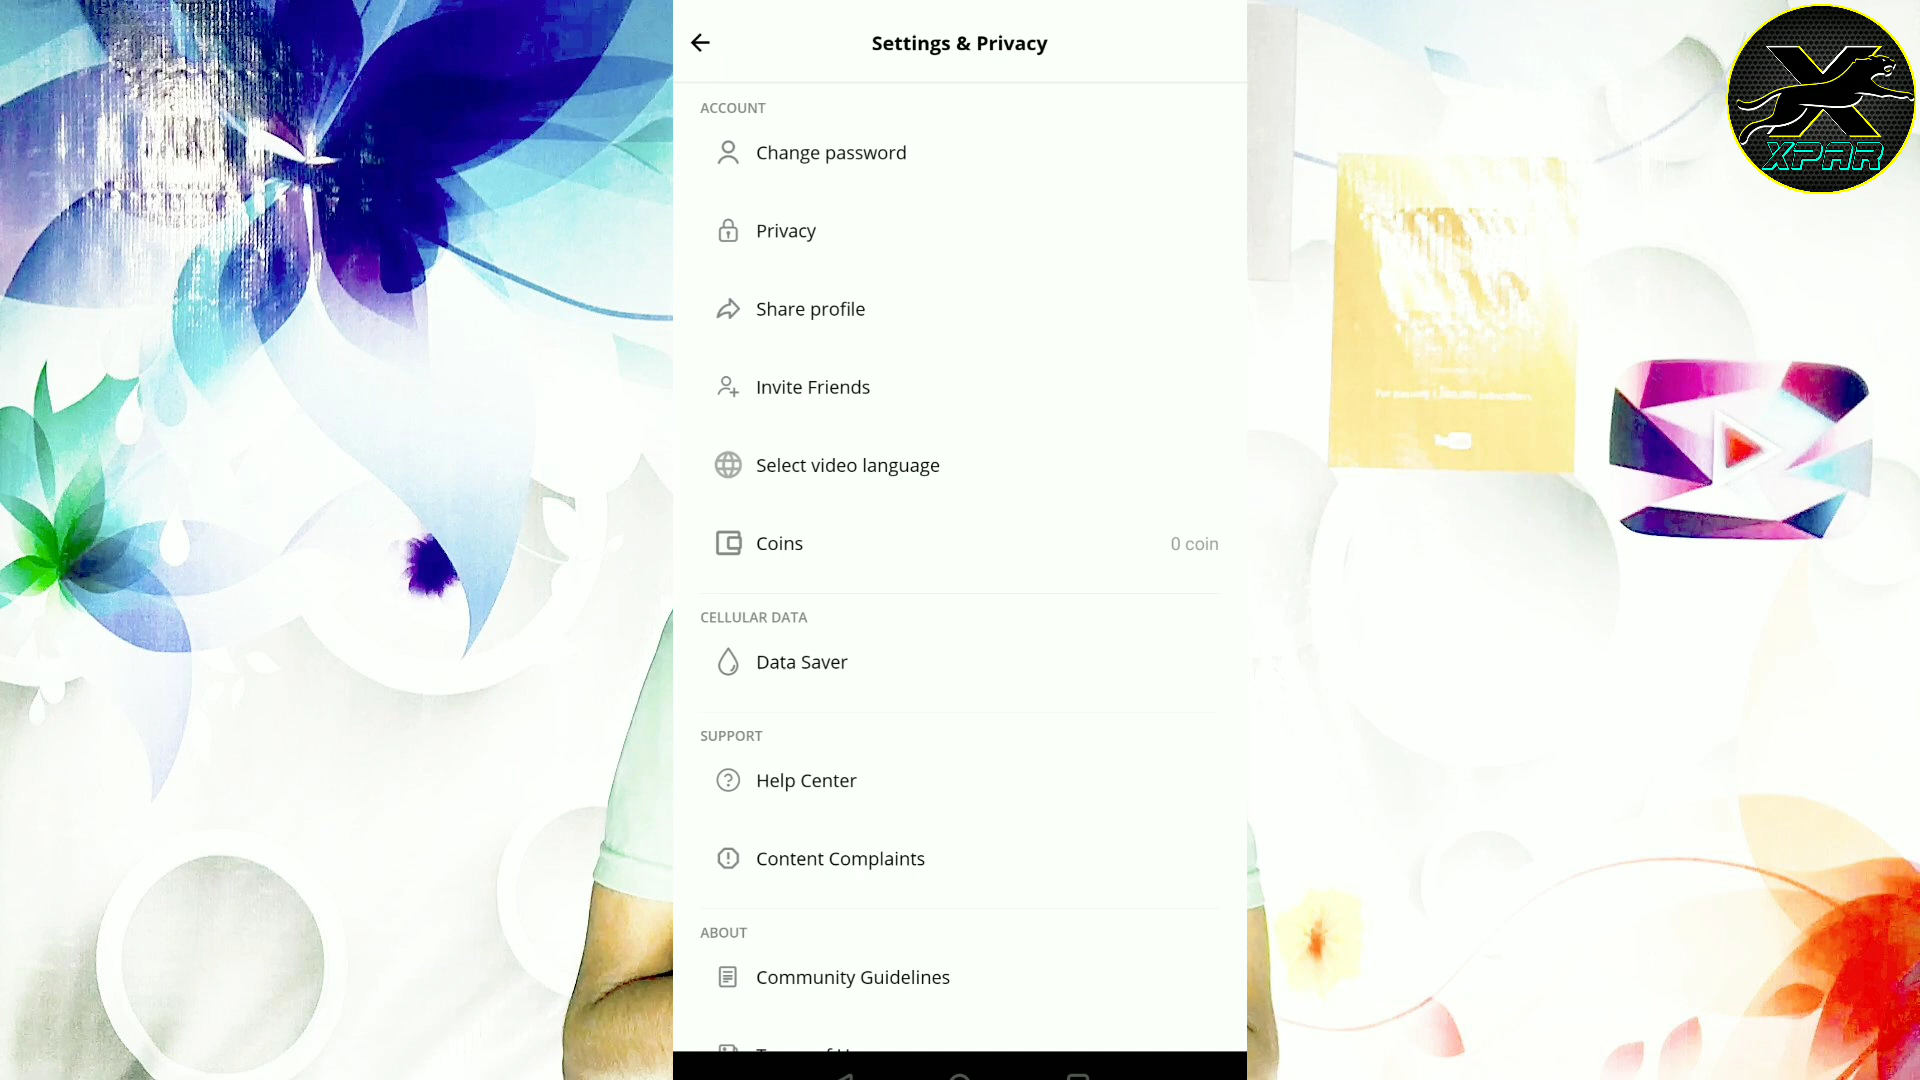 Settings & Privacy
ACCOUNT
Change password
Privacy
Share profile
Invite Friends
Select video language
Coins 0 coin
CELLULAR DATA
Data Saver
SUPPORT
Help Center
Content Complaints
ABOUT
Community Guidelines
X
XPAR